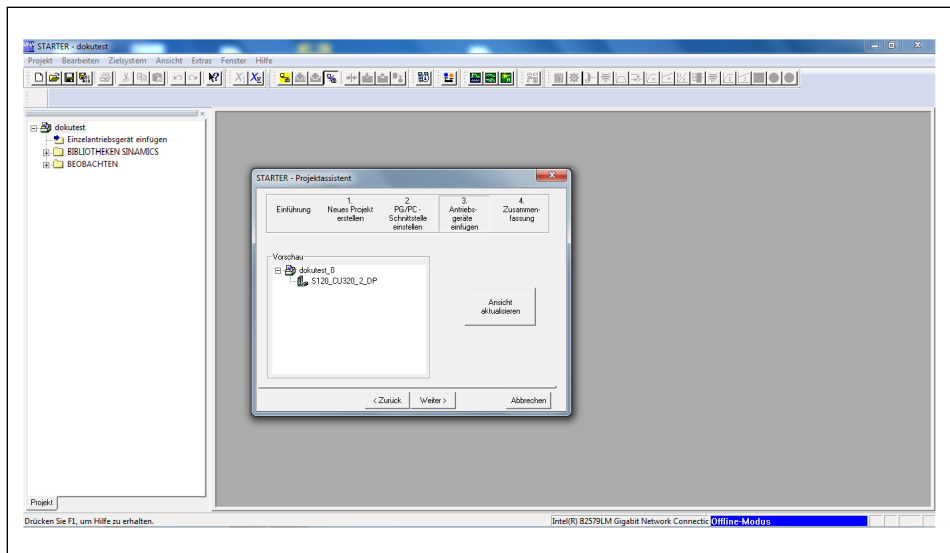 STARTER - dokutest
Projekt Bearbeiten Zielsystem Ansicht Extras Fenster Hilfe
dokutest
Einzelantriebsgerät einfügen
BIBLIOTHEKEN SINAMICS
BEOBACHTEN
STARTER - Projektassistent
Einführung
1.
Neues Projekt
erstellen
2.
PG/PC -
Schnittstelle
einstellen
3.
Antriebs-
geräte
einfügen
4.
Zusammen-
fassung
Vorschau
dokutest_0
S120_CU320_2_DP
Ansicht
aktualisieren
< Zurück
Weiter >
Abbrechen
Projekt
Drücken Sie F1, um Hilfe zu erhalten.
Intel(R) 82579LM Gigabit Network Connectic
Offline-Modus